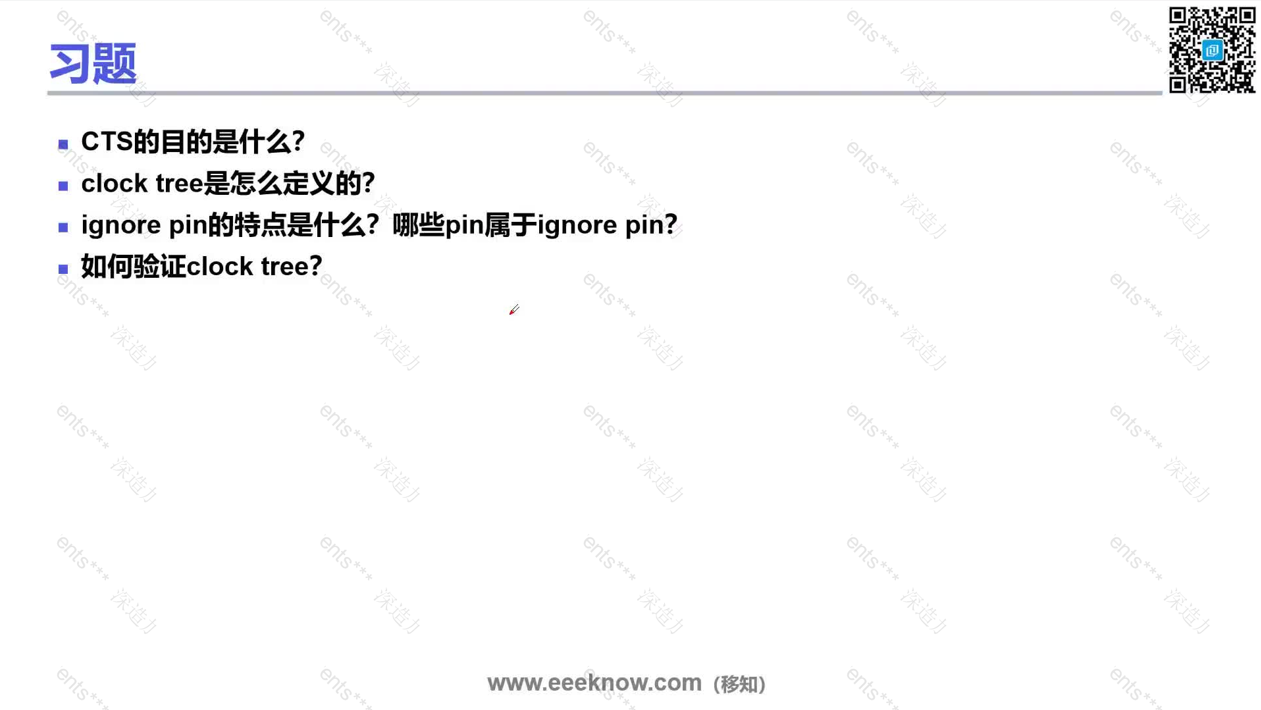 习题
CTS的目的是什么？
clock tree是怎么定义的？
ignore pin的特点是什么？哪些pin属于ignore pin？
如何验证clock tree？
www.eeeknow.com（移知）